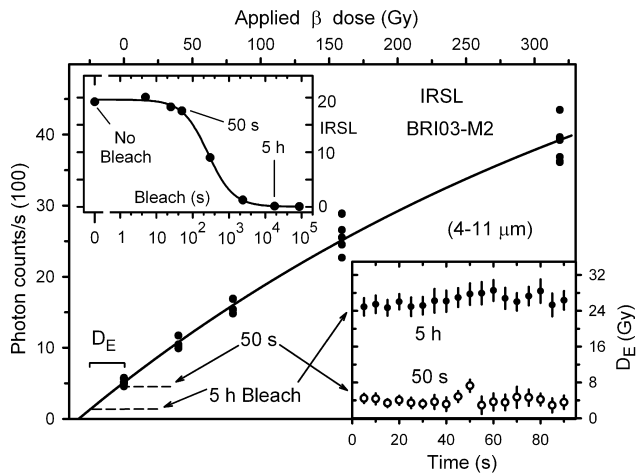 Applied β dose (Gy)
0 50 100 150 200 250 300
IRSL
BRI03-M2
(4-11 μm)
Photon counts/s (100)
0 10 20 30 40
No
Bleach
50 s
5 h
IRSL
20
10
0
Bleach (s)
0 1 10 10² 10³ 10⁴ 10⁵
D_E
50 s
5 h Bleach
5 h
50 s
32
24
16
8
0
D_E (Gy)
0 20 40 60 80
Time (s)